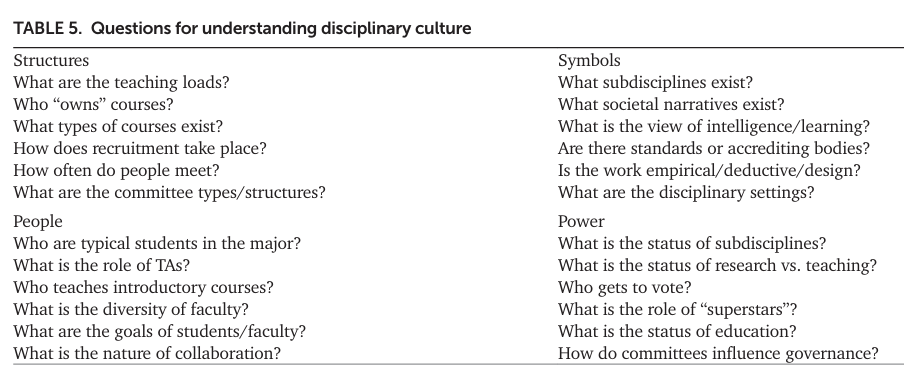 TABLE 5. Questions for understanding disciplinary culture
Structures
What are the teaching loads?
Who “owns” courses?
What types of courses exist?
How does recruitment take place?
How often do people meet?
What are the committee types/structures?
Symbols
What subdisciplines exist?
What societal narratives exist?
What is the view of intelligence/learning?
Are there standards or accrediting bodies?
Is the work empirical/deductive/design?
What are the disciplinary settings?
People
Who are typical students in the major?
What is the role of TAs?
Who teaches introductory courses?
What is the diversity of faculty?
What are the goals of students/faculty?
What is the nature of collaboration?
Power
What is the status of subdisciplines?
What is the status of research vs. teaching?
Who gets to vote?
What is the role of “superstars”?
What is the status of education?
How do committees influence governance?